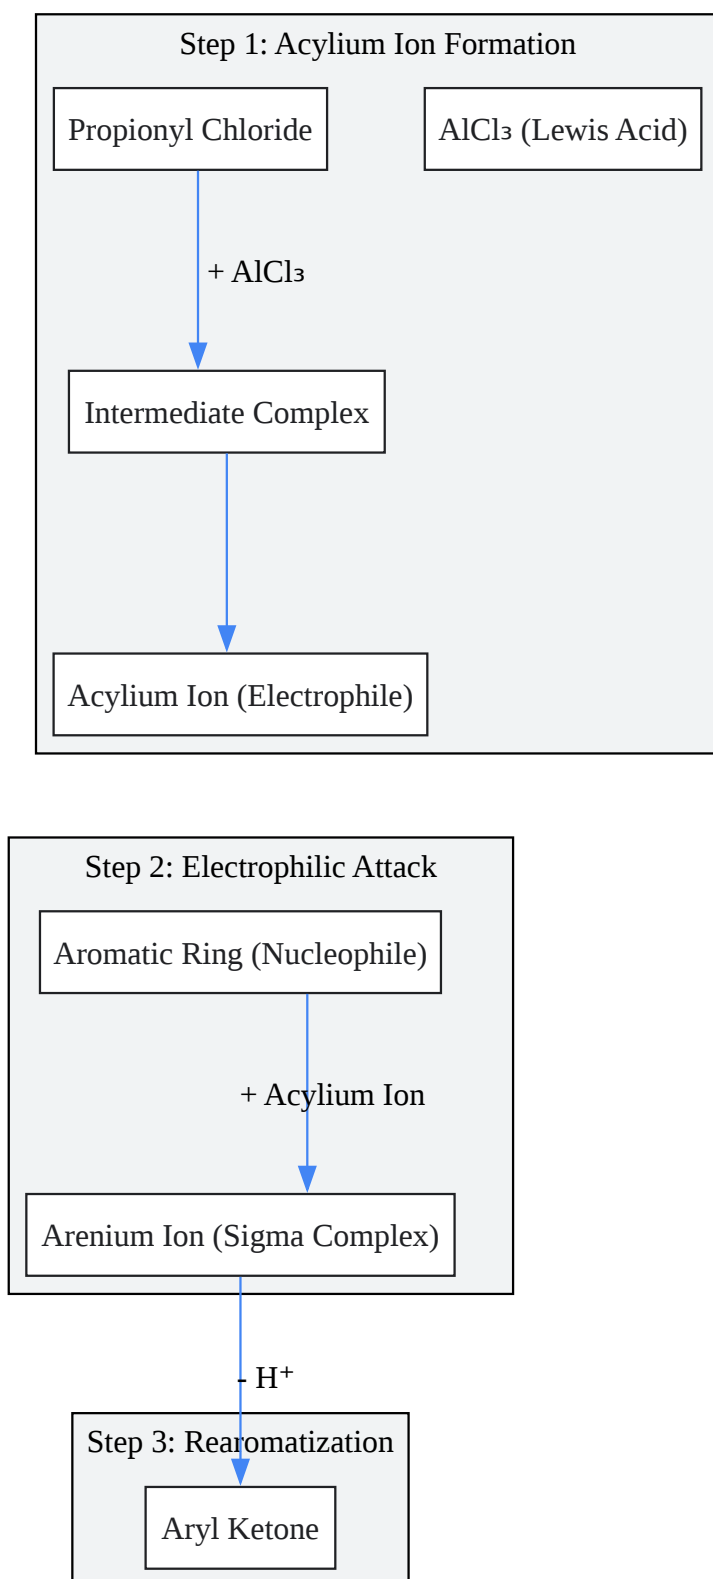 Step 1: Acylium Ion Formation
Propionyl Chloride
AlCl₃ (Lewis Acid)
+ AlCl₃
Intermediate Complex
Acylium Ion (Electrophile)
Step 2: Electrophilic Attack
Aromatic Ring (Nucleophile)
+ Acylium Ion
Arenium Ion (Sigma Complex)
- H⁺
Step 3: Rearomatization
Aryl Ketone